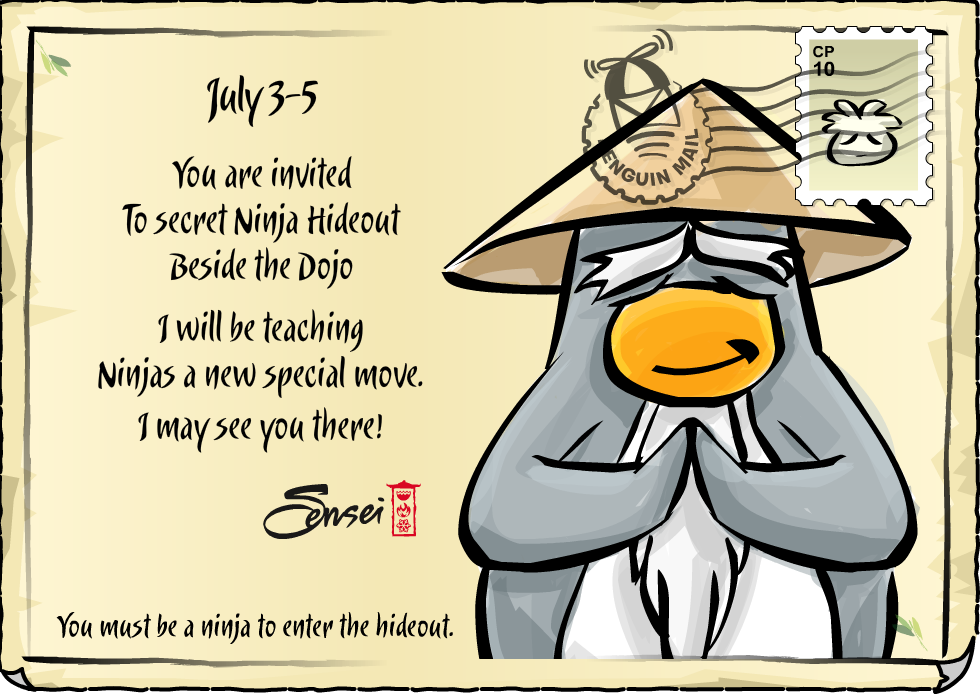 July 3-5
CP
10
PENGUIN MAIL
You are invited
To secret Ninja Hideout
Beside the Dojo
I will be teaching
Ninjas a new special move.
I may see you there!
Sensei
You must be a ninja to enter the hideout.